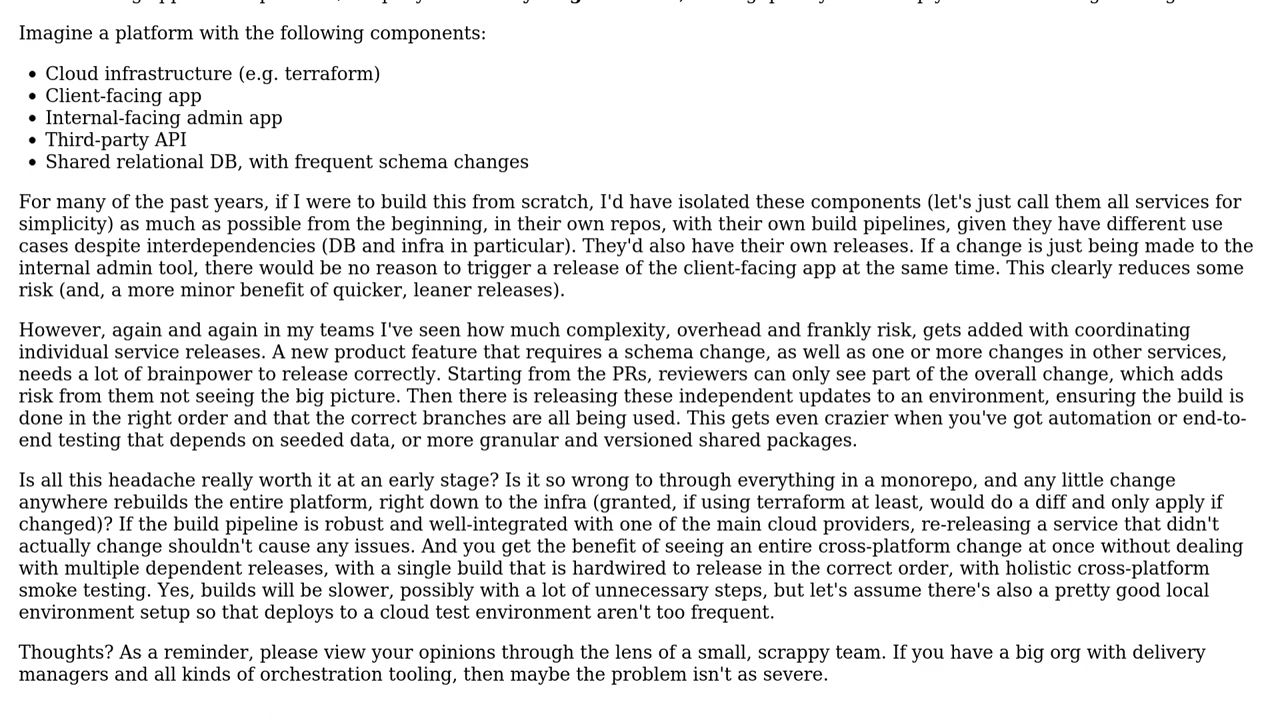 Imagine a platform with the following components:
• Cloud infrastructure (e.g. terraform)
• Client-facing app
• Internal-facing admin app
• Third-party API
• Shared relational DB, with frequent schema changes
For many of the past years, if I were to build this from scratch, I'd have isolated these components (let's just call them all services for
simplicity) as much as possible from the beginning, in their own repos, with their own build pipelines, given they have different use
cases despite interdependencies (DB and infra in particular). They'd also have their own releases. If a change is just being made to the
internal admin tool, there would be no reason to trigger a release of the client-facing app at the same time. This clearly reduces some
risk (and, a more minor benefit of quicker, leaner releases).
However, again and again in my teams I've seen how much complexity, overhead and frankly risk, gets added with coordinating
individual service releases. A new product feature that requires a schema change, as well as one or more changes in other services,
needs a lot of brainpower to release correctly. Starting from the PRs, reviewers can only see part of the overall change, which adds
risk from them not seeing the big picture. Then there is releasing these independent updates to an environment, ensuring the build is
done in the right order and that the correct branches are all being used. This gets even crazier when you've got automation or end-to-
end testing that depends on seeded data, or more granular and versioned shared packages.
Is all this headache really worth it at an early stage? Is it so wrong to through everything in a monorepo, and any little change
anywhere rebuilds the entire platform, right down to the infra (granted, if using terraform at least, would do a diff and only apply if
changed)? If the build pipeline is robust and well-integrated with one of the main cloud providers, re-releasing a service that didn't
actually change shouldn't cause any issues. And you get the benefit of seeing an entire cross-platform change at once without dealing
with multiple dependent releases, with a single build that is hardwired to release in the correct order, with holistic cross-platform
smoke testing. Yes, builds will be slower, possibly with a lot of unnecessary steps, but let's assume there's also a pretty good local
environment setup so that deploys to a cloud test environment aren't too frequent.
Thoughts? As a reminder, please view your opinions through the lens of a small, scrappy team. If you have a big org with delivery
managers and all kinds of orchestration tooling, then maybe the problem isn't as severe.